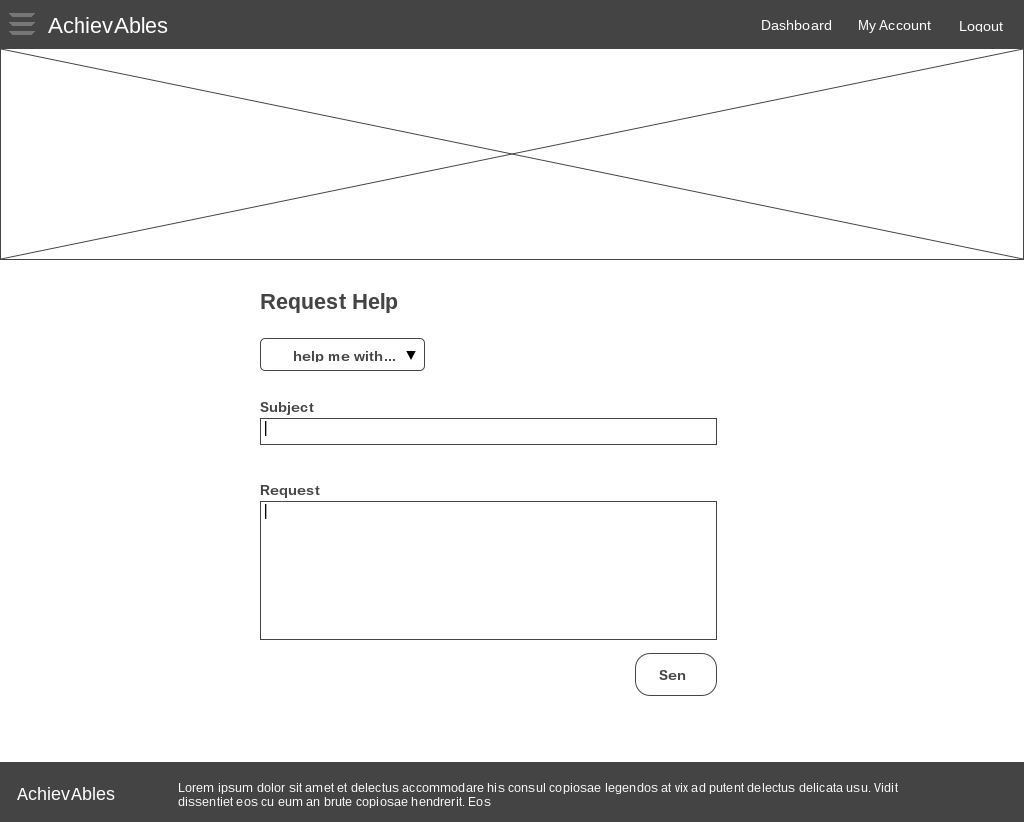 AchievAbles
Dashboard
My Account
Logout
Request Help
help me with...
Subject
Request
Sen
AchievAbles
Lorem ipsum dolor sit amet et delectus accommodare his consul copiosae legendos at vix ad putent delectus delicata usu. Vidit
dissentiet eos cu eum an brute copiosae hendrerit. Eos